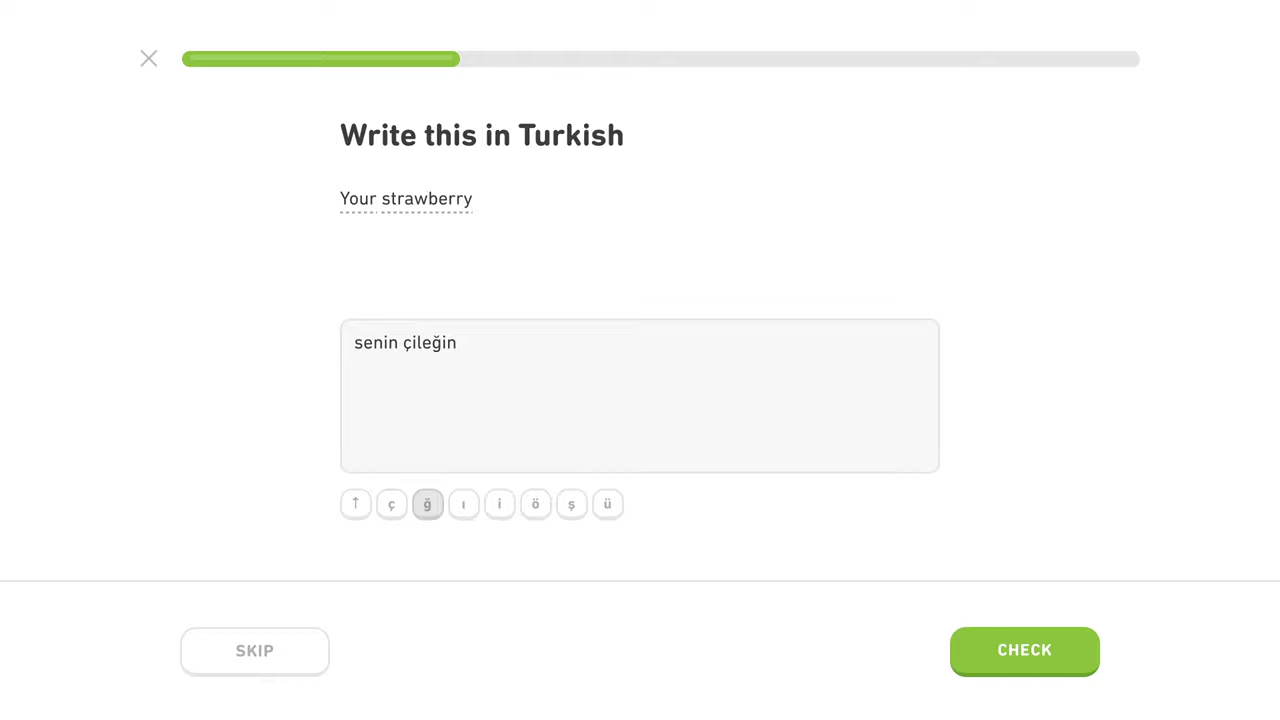 Write this in Turkish
Your strawberry
senin çileğin
↑ ç ğ ı i ö ş ü
SKIP
CHECK